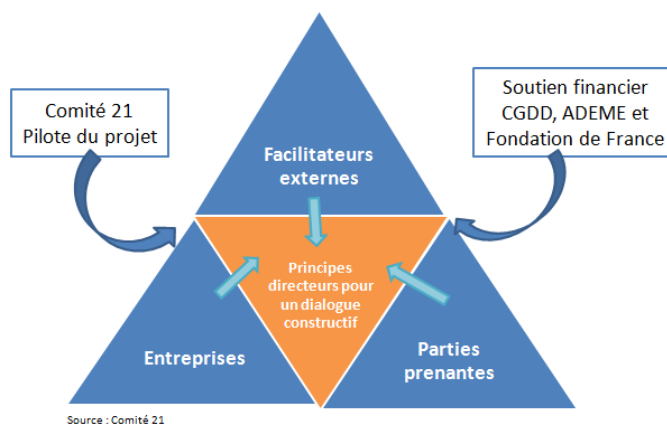 Comité 21
Pilote du projet
Soutien financier
CGDD, ADEME et
Fondation de France
Facilitateurs
externes
Principes
directeurs pour
un dialogue
constructif
Entreprises
Parties
prenantes
Source : Comité 21